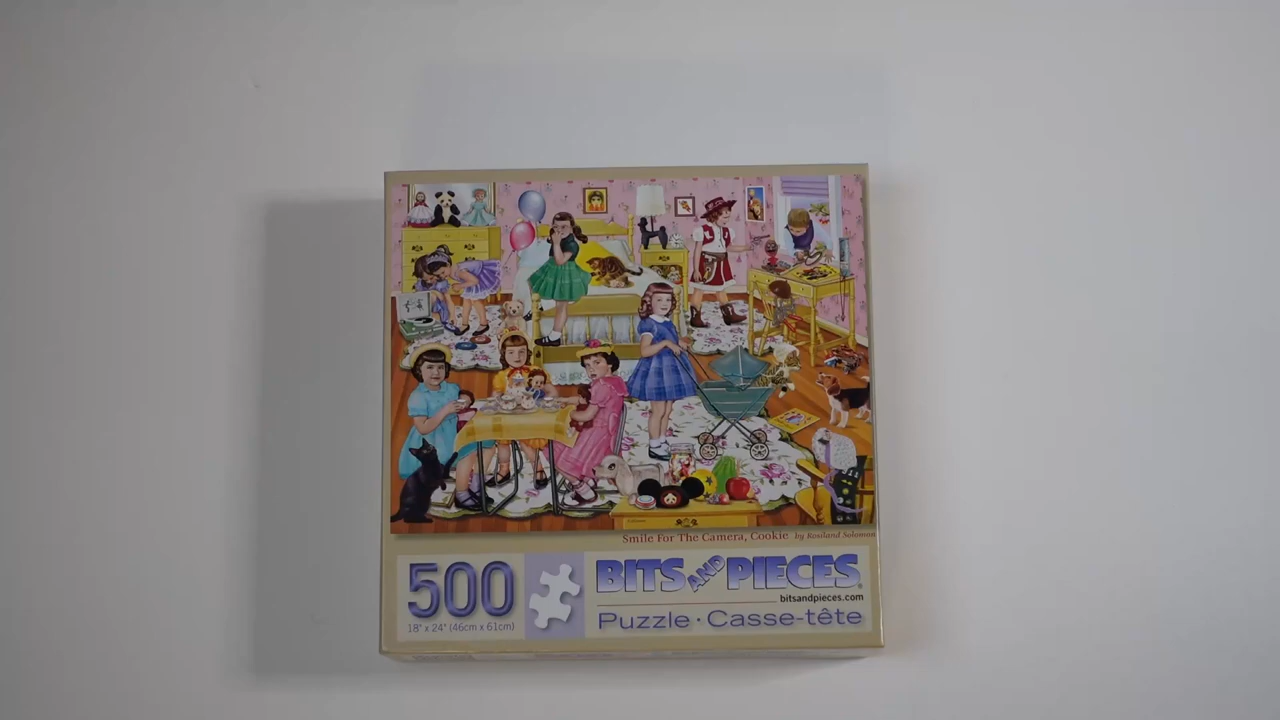 Smile For The Camera, Cookie by Rosiland Solomon
500
18" x 24" (46cm x 61cm)
BITS AND PIECES
bitsandpieces.com
Puzzle · Casse-tête